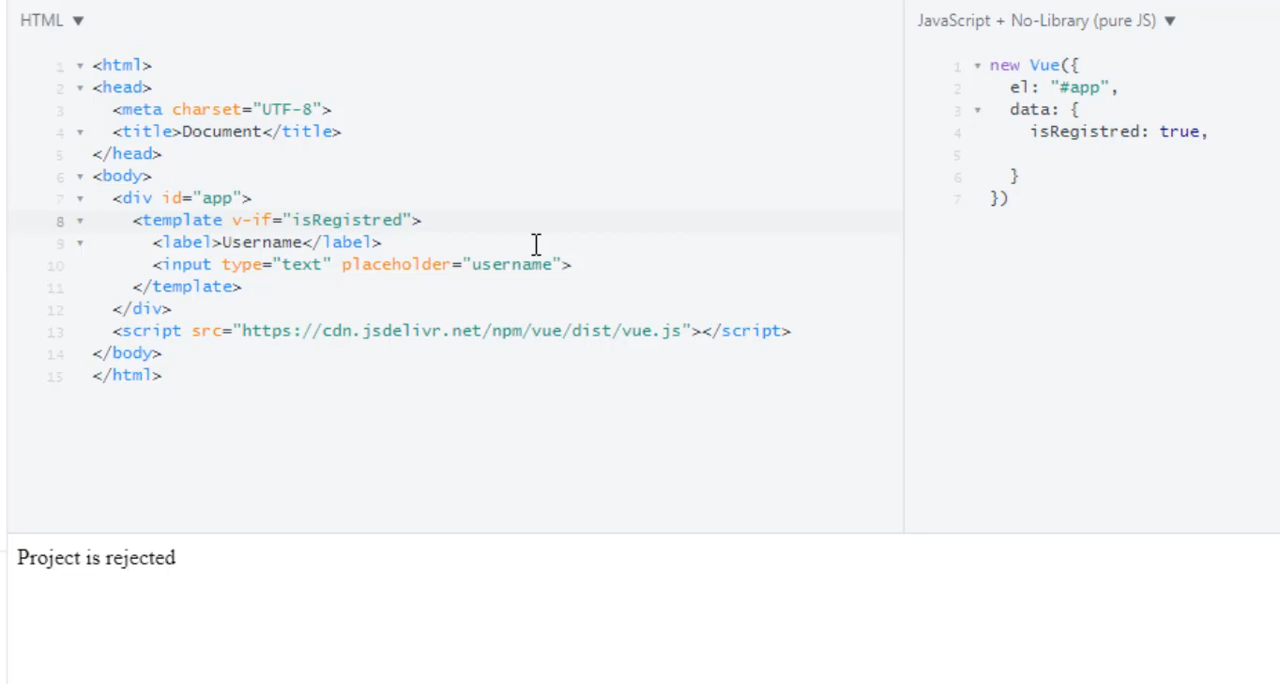 HTML ▼
1 ▾ <html>
2 ▾ <head>
3 <meta charset="UTF-8">
4 ▾ <title>Document</title>
5 </head>
6 ▾ <body>
7 ▾ <div id="app">
8 ▾ <template v-if="isRegistred">
9 ▾ <label>Username</label>
10 <input type="text" placeholder="username">
11 </template>
12 </div>
13 <script src="https://cdn.jsdelivr.net/npm/vue/dist/vue.js"></script>
14 </body>
15 </html>
JavaScript + No-Library (pure JS) ▼
1 ▾ new Vue({
2 el: "#app",
3 ▾ data: {
4 isRegistred: true,
5
6 }
7 })
Project is rejected